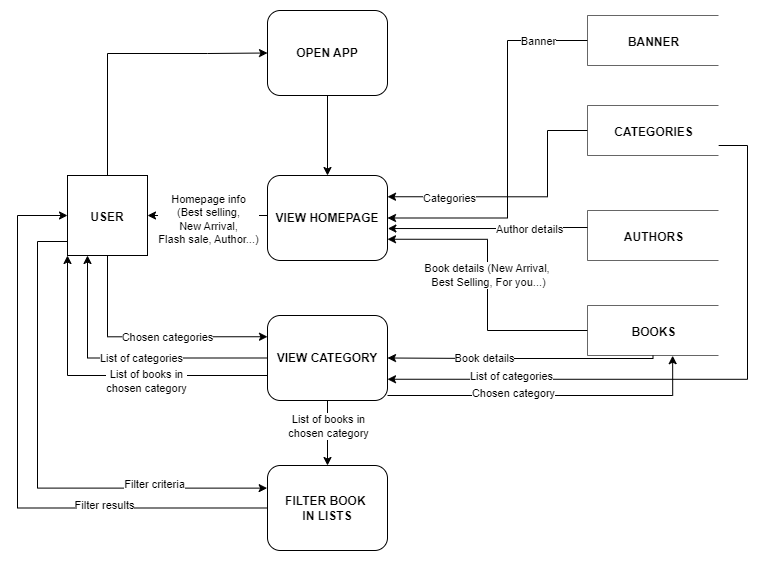 OPEN APP
Banner
BANNER
CATEGORIES
USER
Homepage info
(Best selling,
New Arrival,
Flash sale, Author...)
VIEW HOMEPAGE
Categories
Author details
AUTHORS
Book details (New Arrival,
Best Selling, For you...)
BOOKS
Chosen categories
List of categories
List of books in
chosen category
VIEW CATEGORY
Book details
List of categories
Chosen category
List of books in
chosen category
Filter criteria
Filter results
FILTER BOOK
IN LISTS